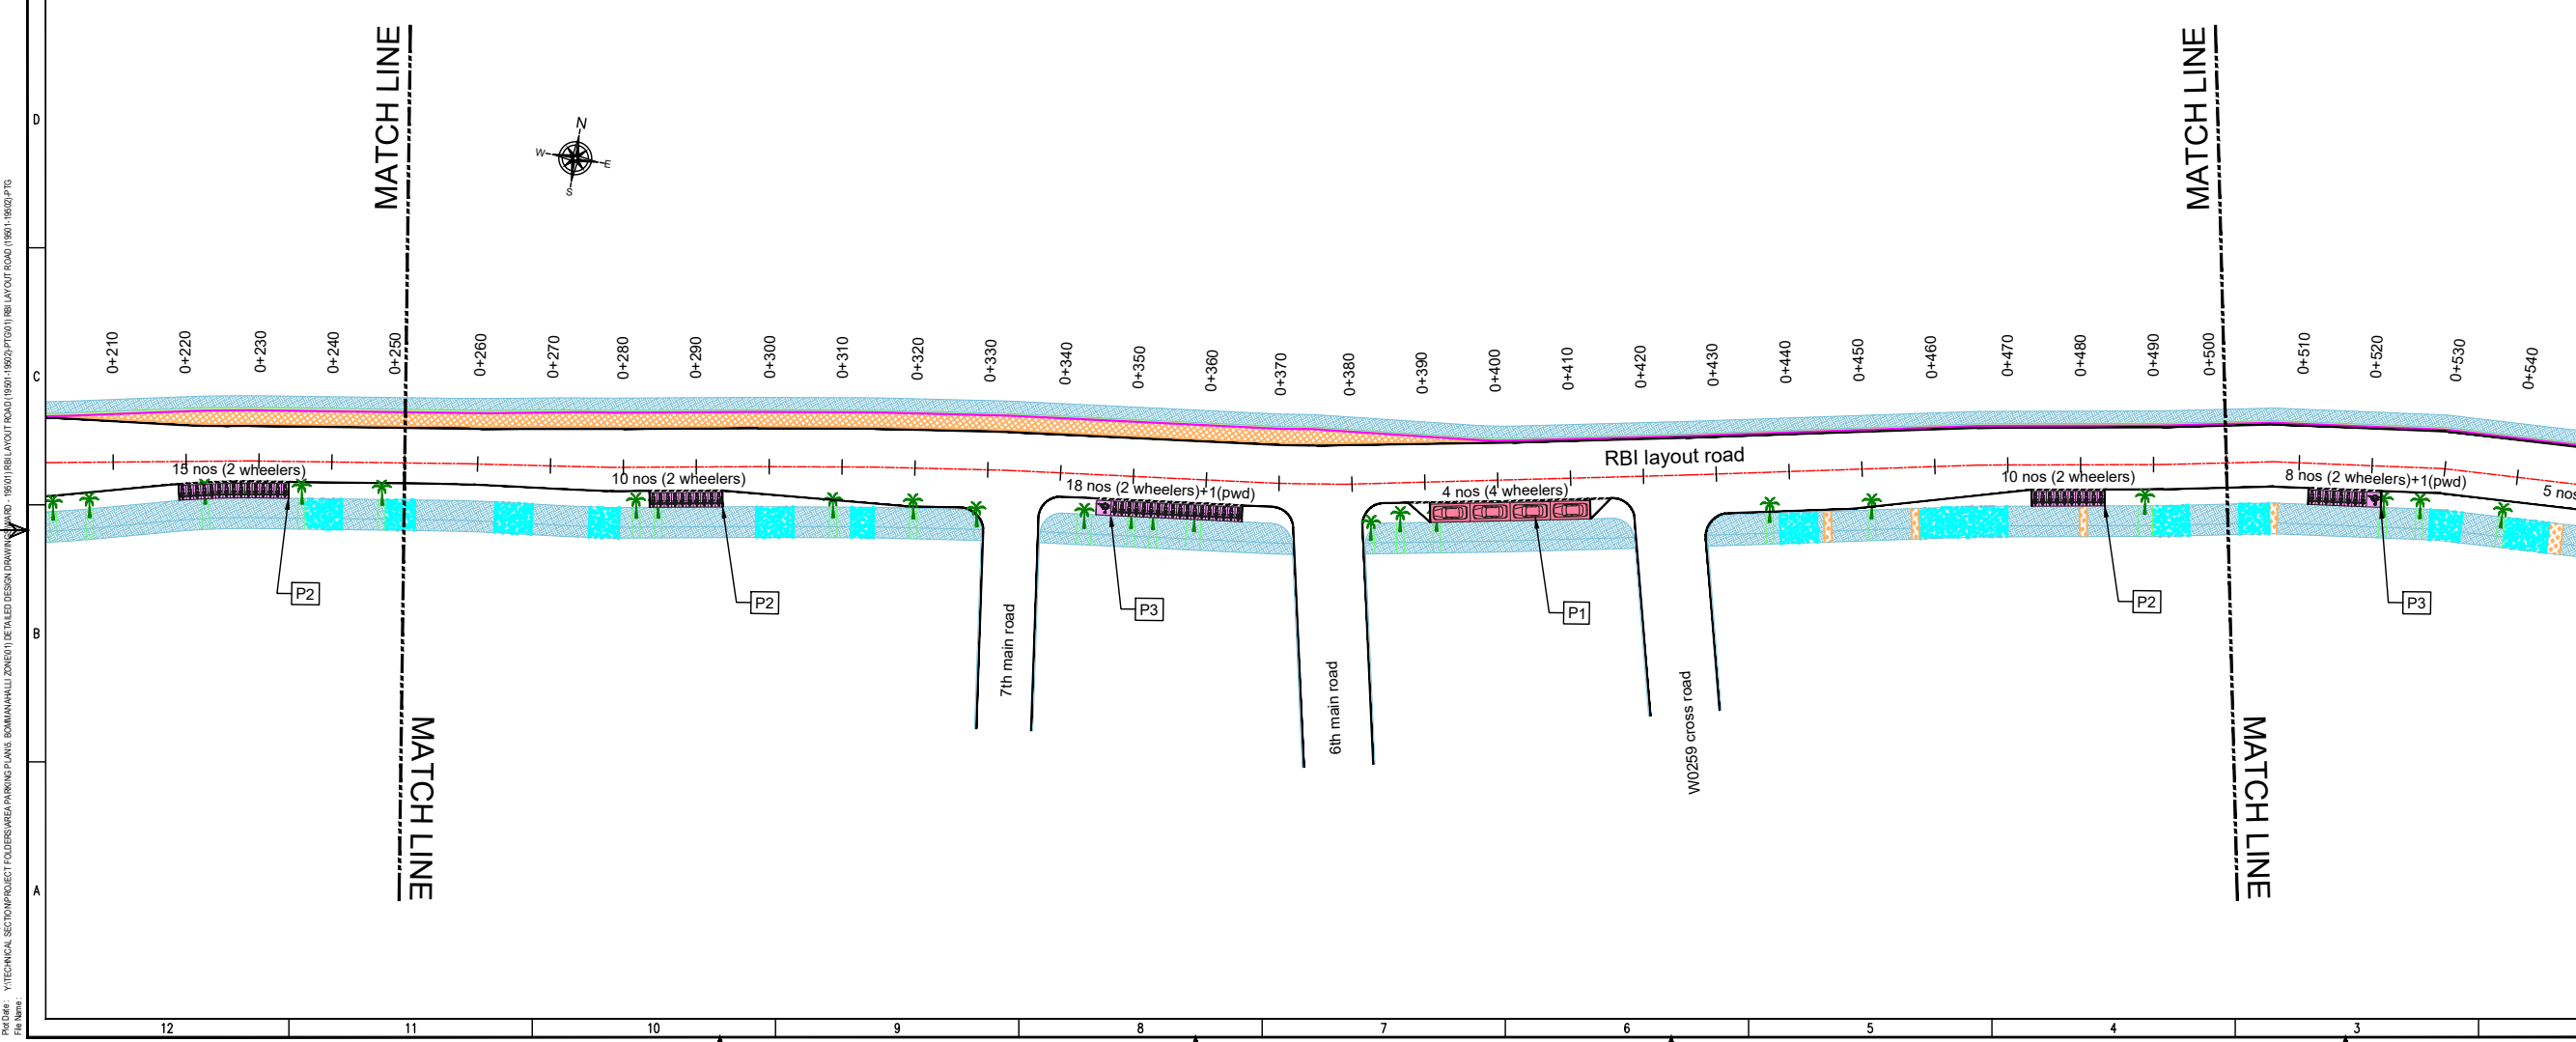 MATCH LINE
MATCH LINE
N
W
E
S
D
C
B
A
0+210
0+220
0+230
0+240
0+250
0+260
0+270
0+280
0+290
0+300
0+310
0+320
0+330
0+340
0+350
0+360
0+370
0+380
0+390
0+400
0+410
0+420
0+430
0+440
0+450
0+460
0+470
0+480
0+490
0+500
0+510
0+520
0+530
0+540
RBI layout road
15 nos (2 wheelers)
10 nos (2 wheelers)
18 nos (2 wheelers)+1(pwd)
4 nos (4 wheelers)
10 nos (2 wheelers)
8 nos (2 wheelers)+1(pwd)
5 nos
P2
P2
P3
P1
P2
P3
7th main road
6th main road
W0259 cross road
MATCH LINE
MATCH LINE
12
11
10
9
8
7
6
5
4
3
Plot Date :
File Name :